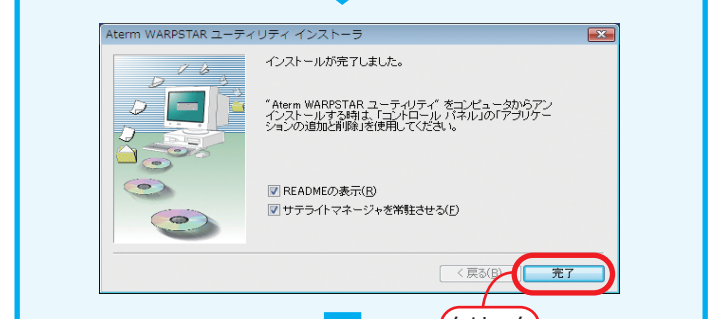 Aterm WARPSTAR ユーティリティ インストーラ
インストールが完了しました。
"Aterm WARPSTAR ユーティリティ" をコンピュータからアン
インストールする時は、「コントロール パネル」の「アプリケー
ションの追加と削除」を使用してください。
READMEの表示(R)
サテライトマネージャを常駐させる(F)
< 戻る(B)
完了